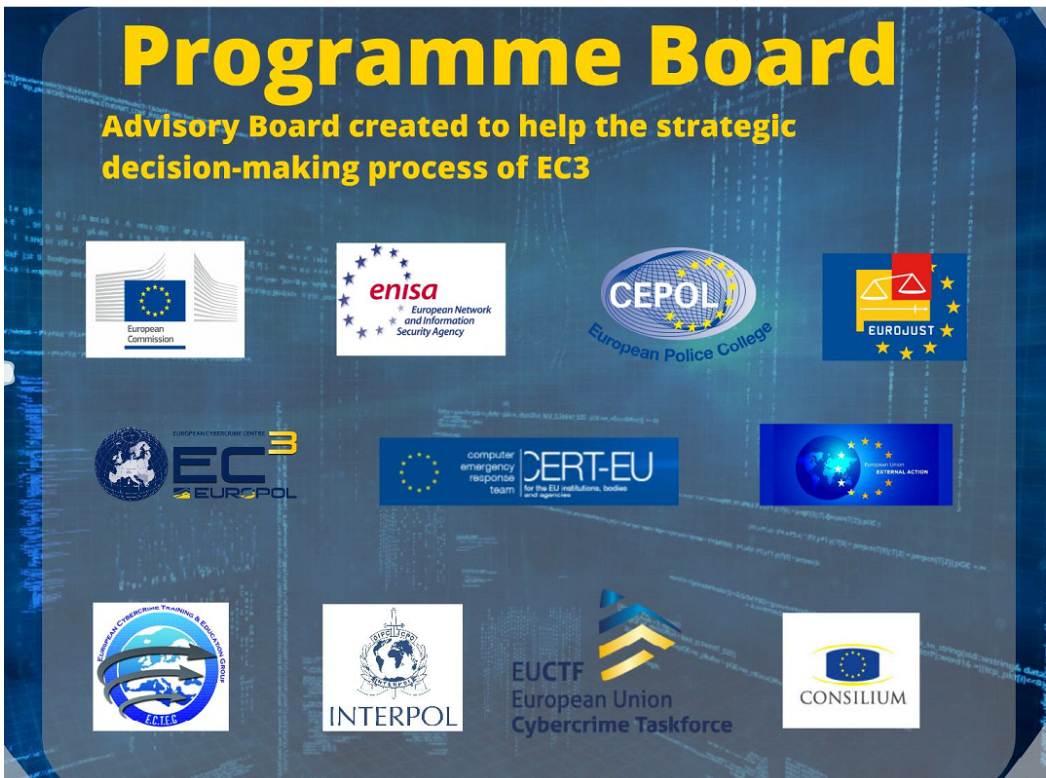 Programme Board
Advisory Board created to help the strategic
decision-making process of EC3
European
Commission
enisa
European Network
and Information
Security Agency
CEPOL
European Police College
EUROJUST
EUROPEAN CYBERCRIME CENTRE
EC3
EUROPOL
computer
emergency
response
team
CERT-EU
for the EU institutions, bodies
and agencies
European Union
EXTERNAL ACTION
EUROPEAN CYBERCRIME TRAINING & EDUCATION GROUP
E.C.T.E.G
OIPC ICPO
INTERPOL
INTERPOL
EUCTF
European Union
Cybercrime Taskforce
CONSILIUM